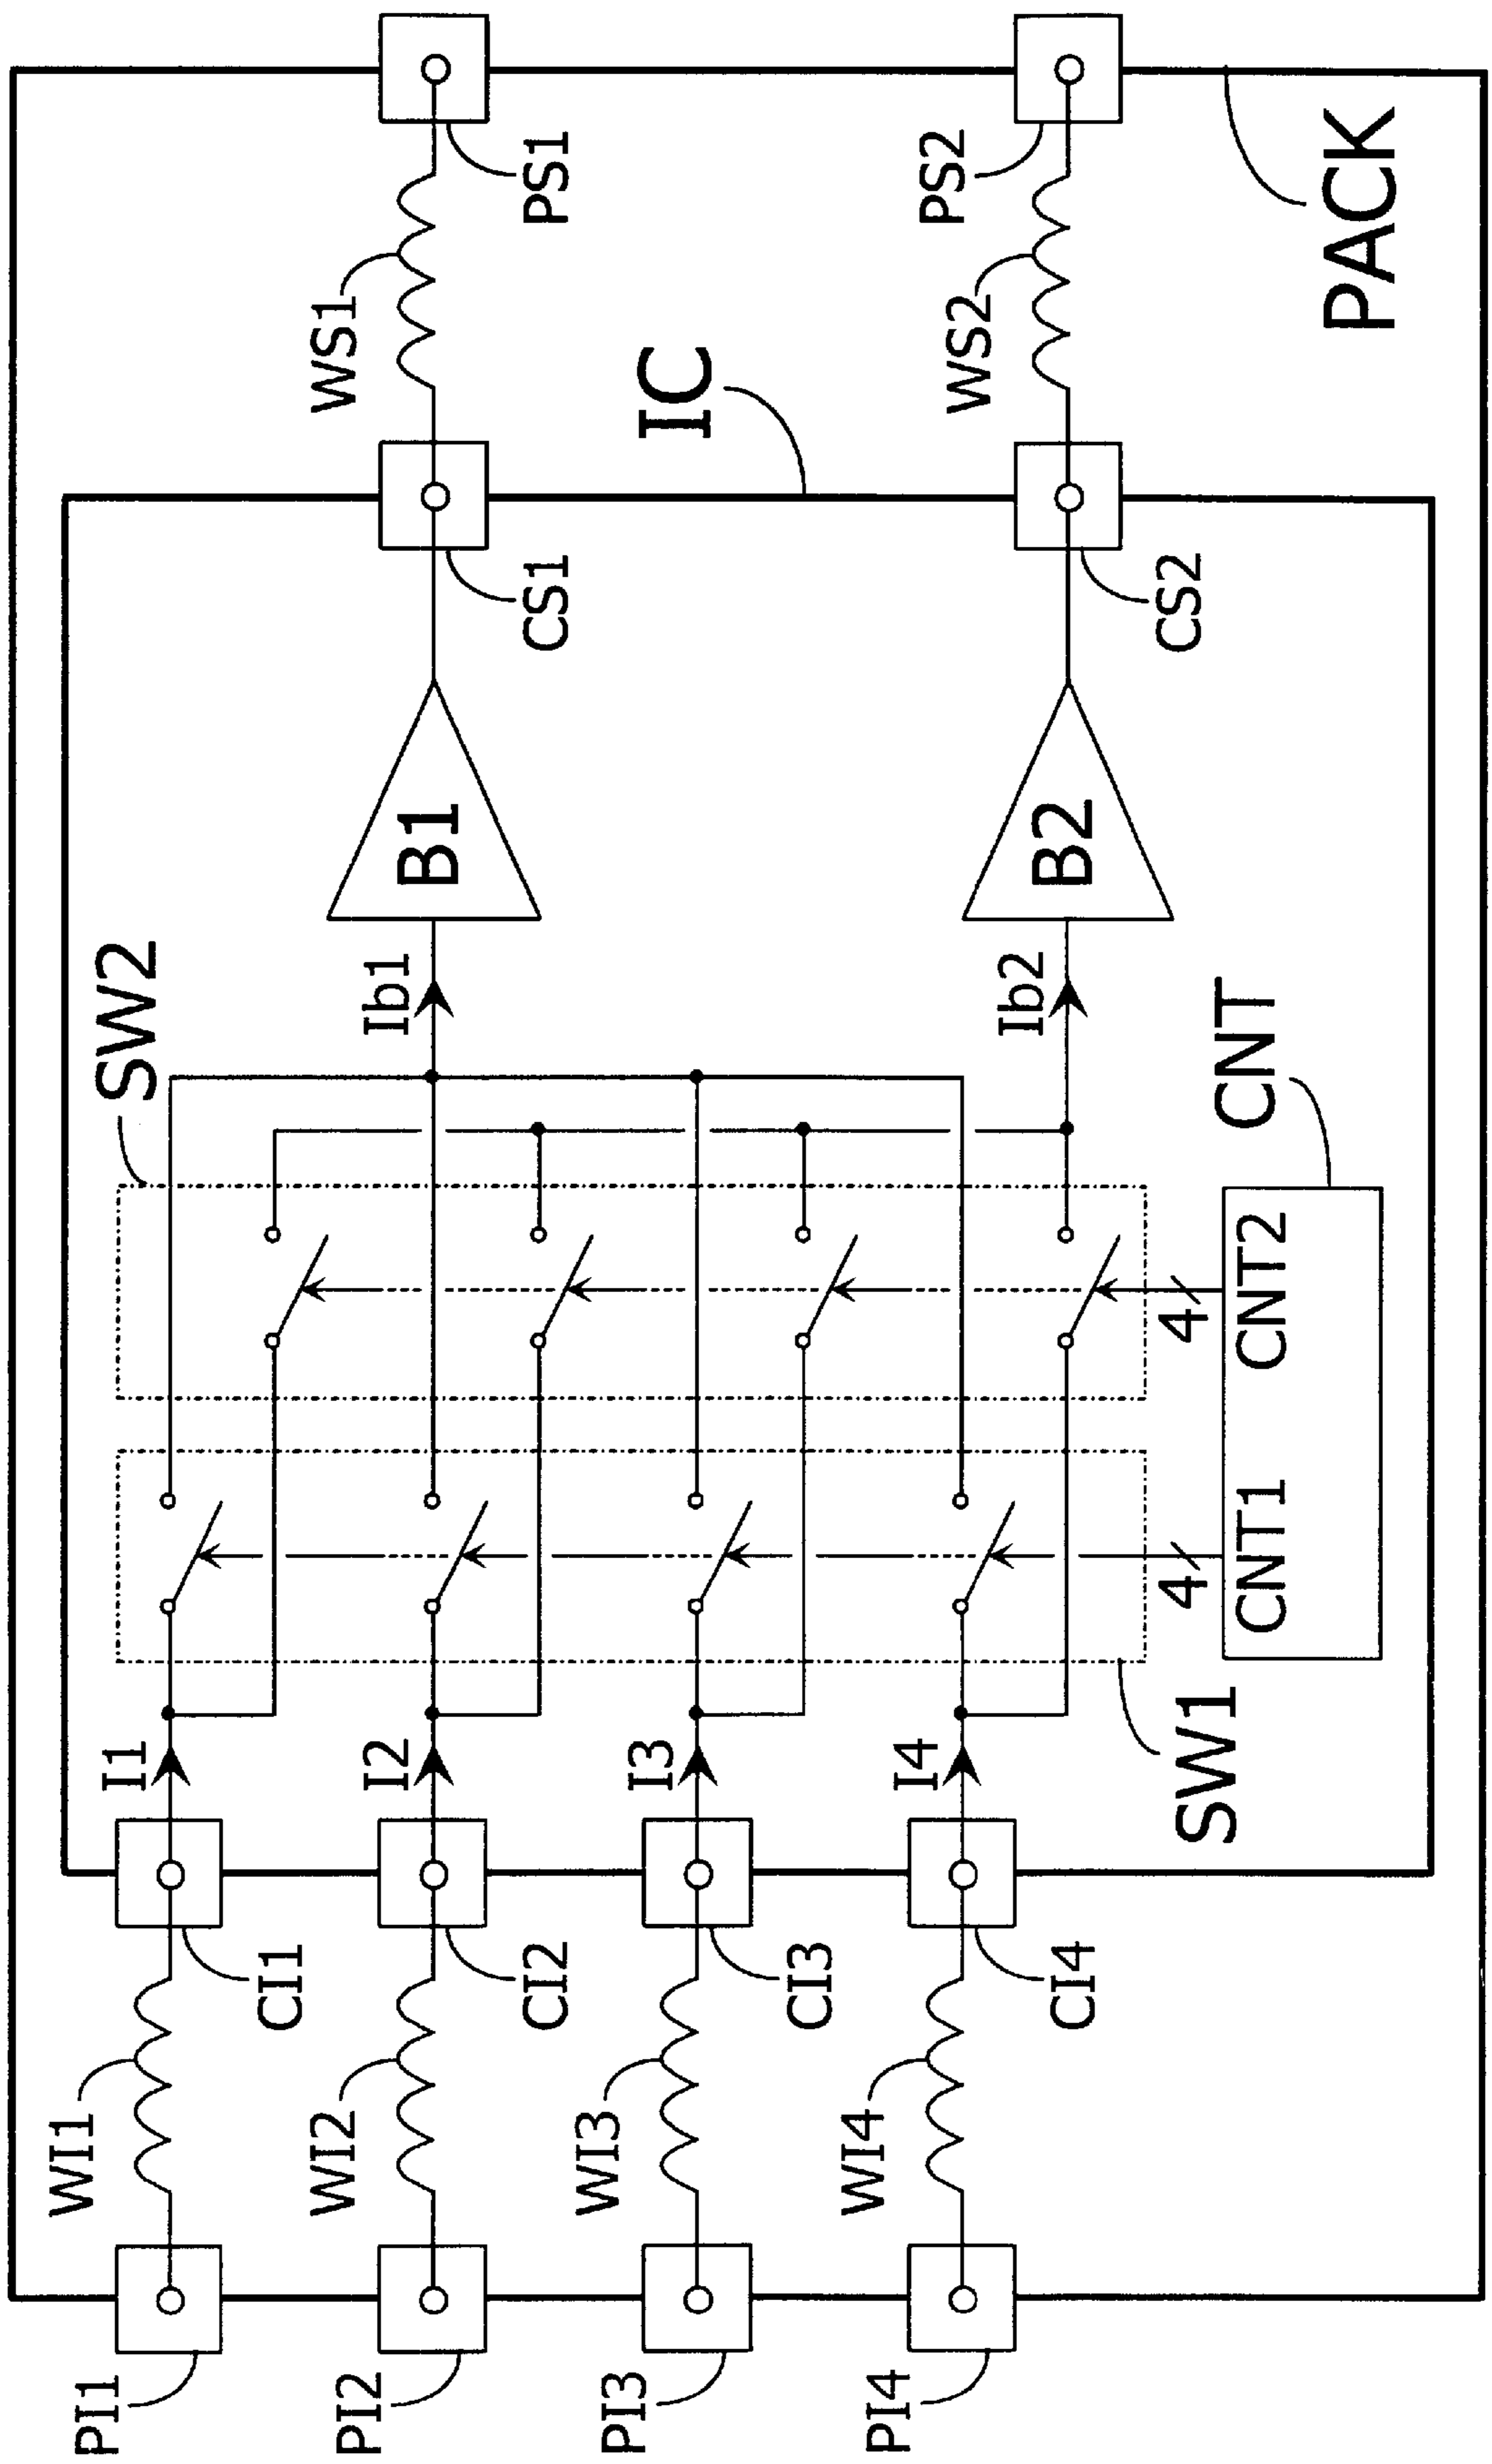 PI1
WI1
CI1
I1
SW2
PI2
WI2
CI2
I2
Ib1
B1
CS1
WS1
PS1
PI3
WI3
CI3
I3
IC
PI4
WI4
CI4
I4
Ib2
B2
CS2
WS2
PS2
SW1
4
4
CNT
CNT1
CNT2
PACK